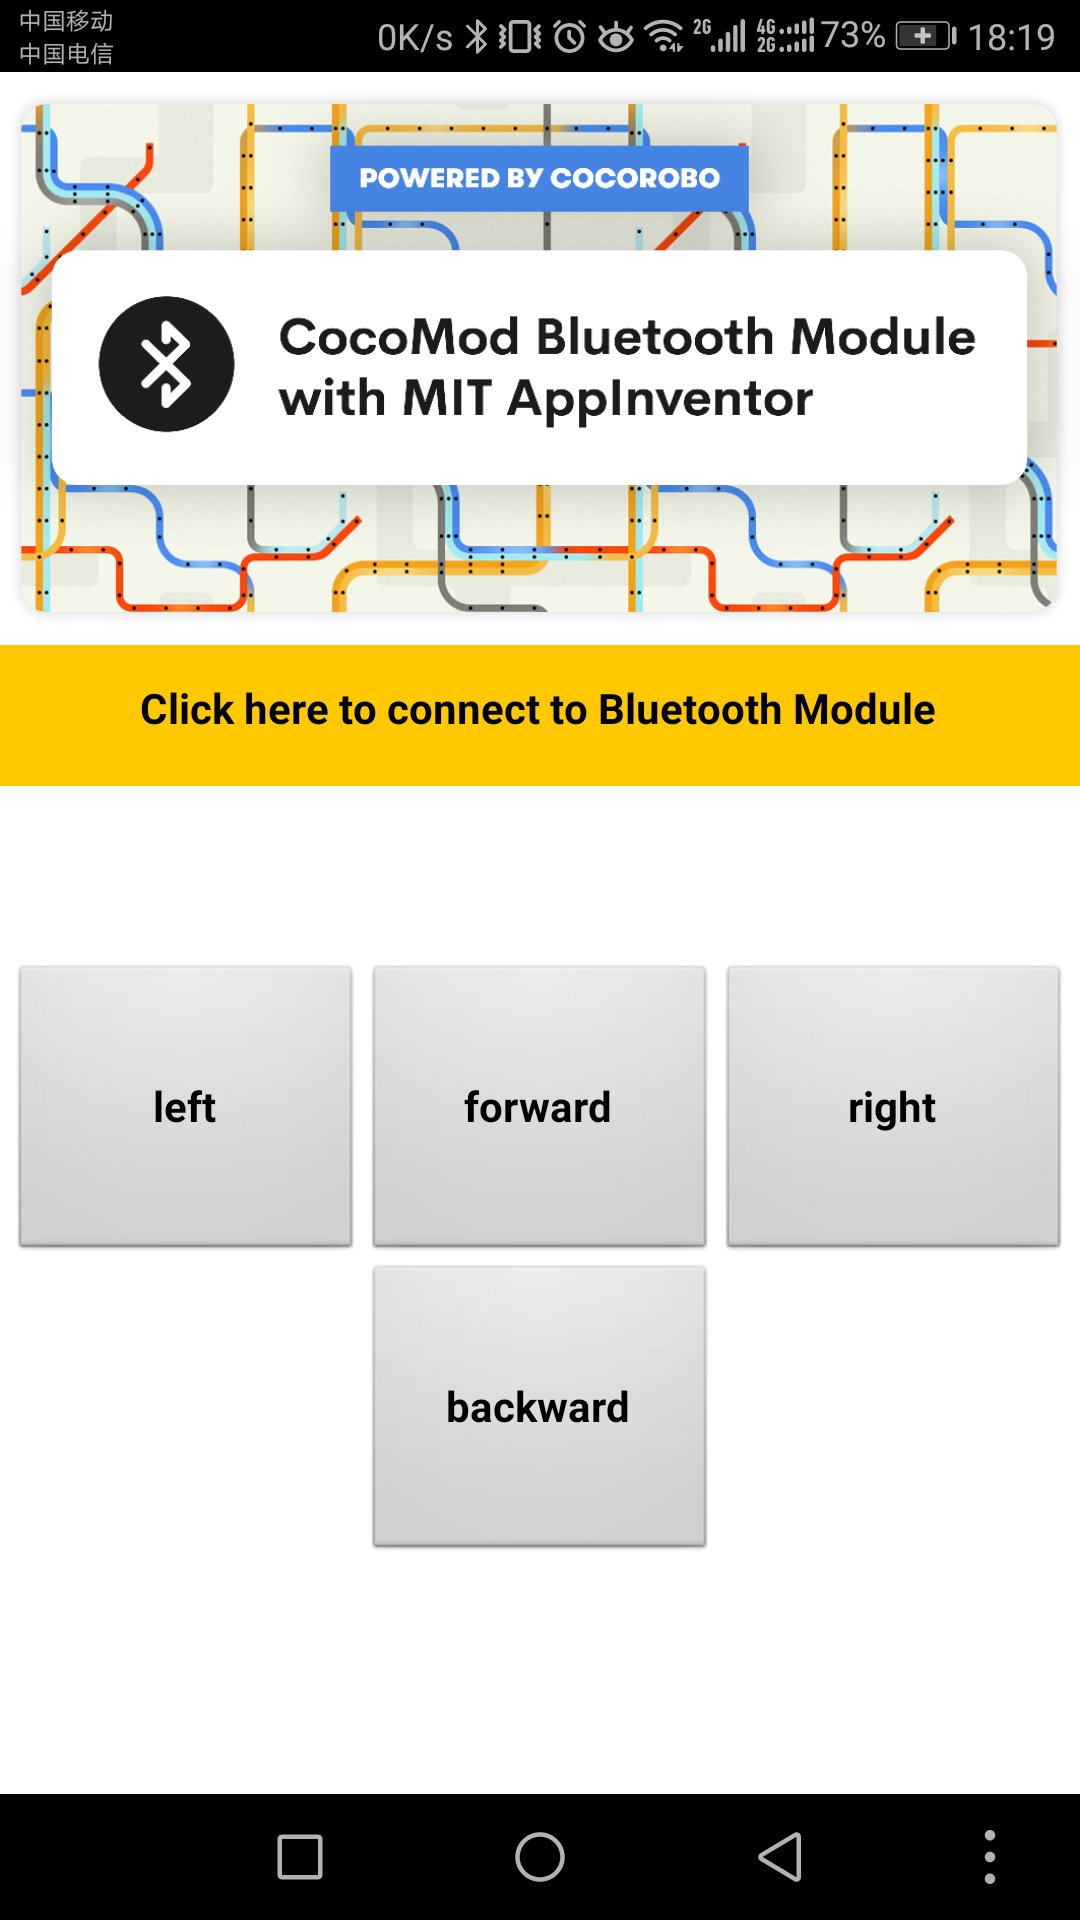 中国移动
中国电信
0K/s 2G 4G 2G 73% 18:19
POWERED BY COCOROBO
CocoMod Bluetooth Module
with MIT AppInventor
Click here to connect to Bluetooth Module
left forward right
backward